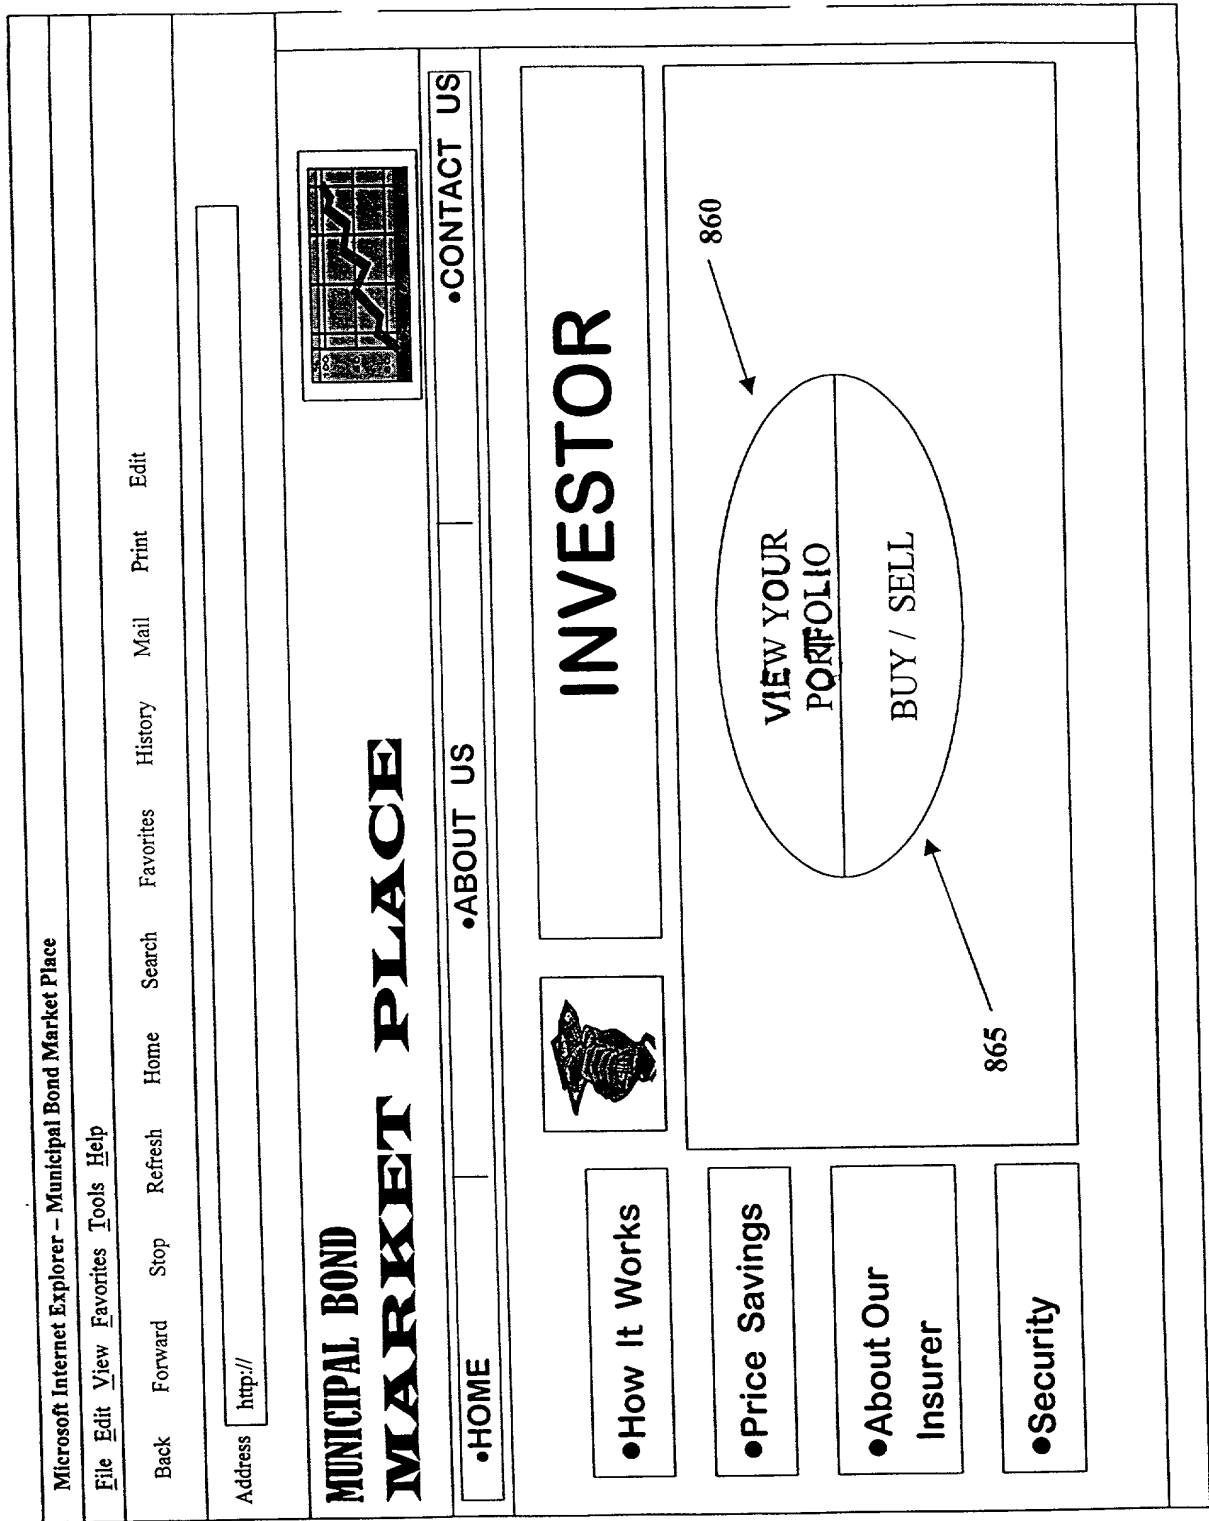 Microsoft Internet Explorer – Municipal Bond Market Place
File Edit View Favorites Tools Help
Back Forward Stop Refresh Home Search Favorites History Mail Print Edit
Address http://
MUNICIPAL BOND
MARKET PLACE
•HOME •ABOUT US •CONTACT US
INVESTOR
•How It Works
•Price Savings
•About Our
Insurer
•Security
860
VIEW YOUR
PORTFOLIO
BUY / SELL
865